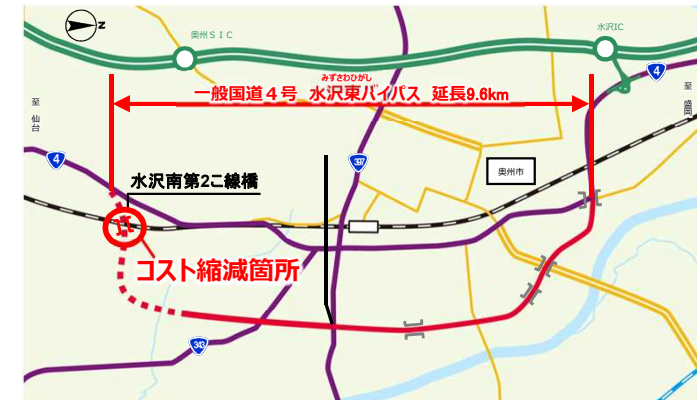 N
奥州SIC
水沢IC
4
至 盛岡
みずさわひがし
一般国道4号 水沢東バイパス 延長9.6km
至 仙台
4
397
奥州市
水沢南第2こ線橋
コスト縮減箇所
343